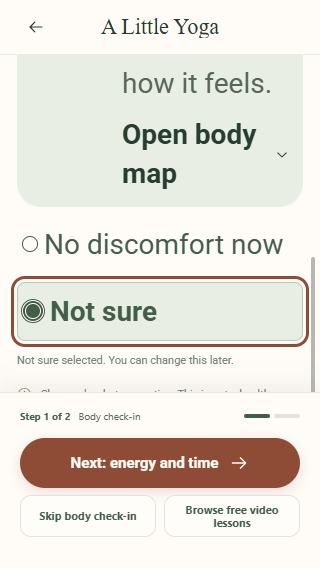 A Little Yoga
how it feels.
Open body
map
No discomfort now
Not sure
Not sure selected. You can change this later.
Step 1 of 2 Body check-in
Next: energy and time
Skip body check-in
Browse free video
lessons